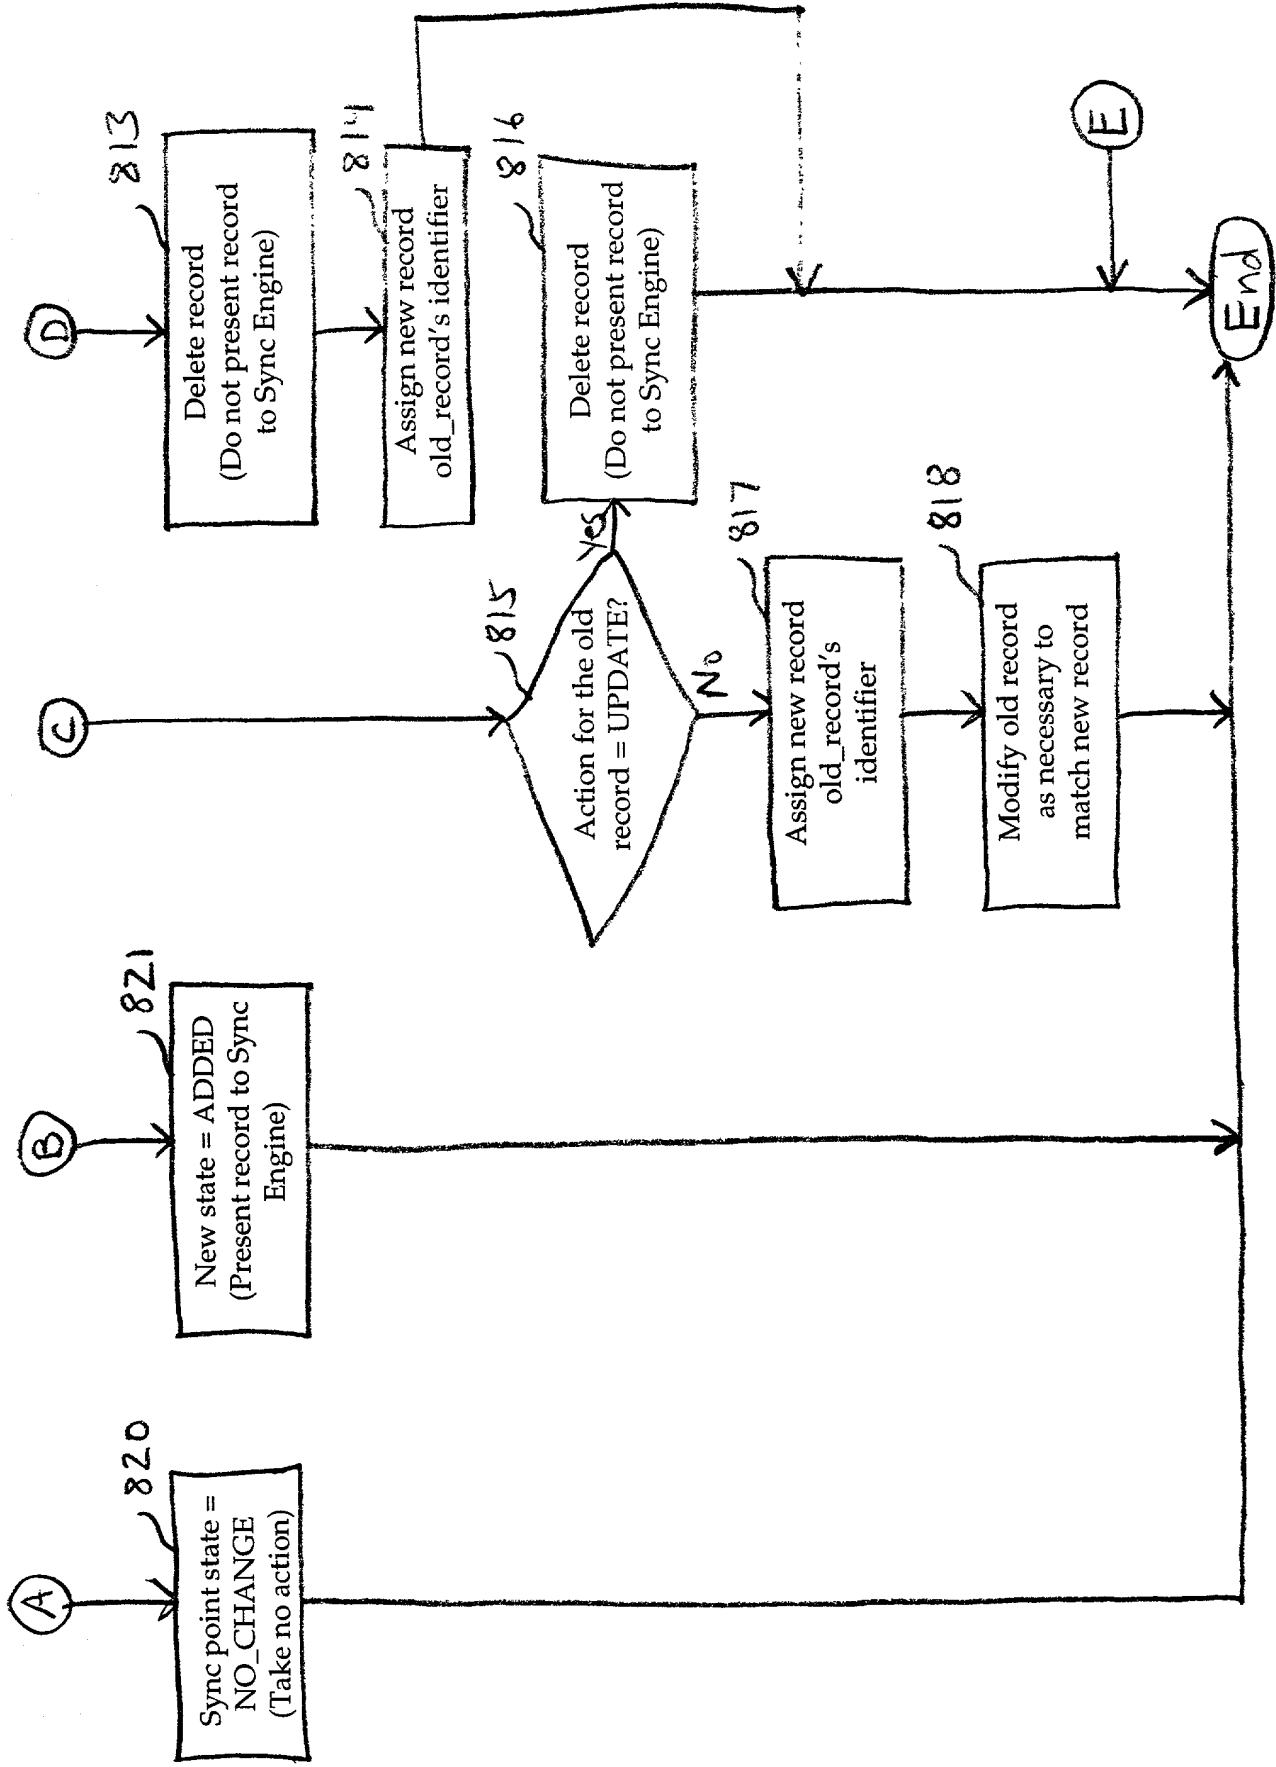 A
820
Sync point state =
NO_CHANGE
(Take no action)
B
821
New state = ADDED
(Present record to Sync
Engine)
C
815
Action for the old
record = UPDATE?
Yes
No
817
Assign new record
old_record's
identifier
818
Modify old record
as necessary to
match new record
D
813
Delete record
(Do not present record
to Sync Engine)
814
Assign new record
old_record's identifier
816
Delete record
(Do not present record
to Sync Engine)
E
End